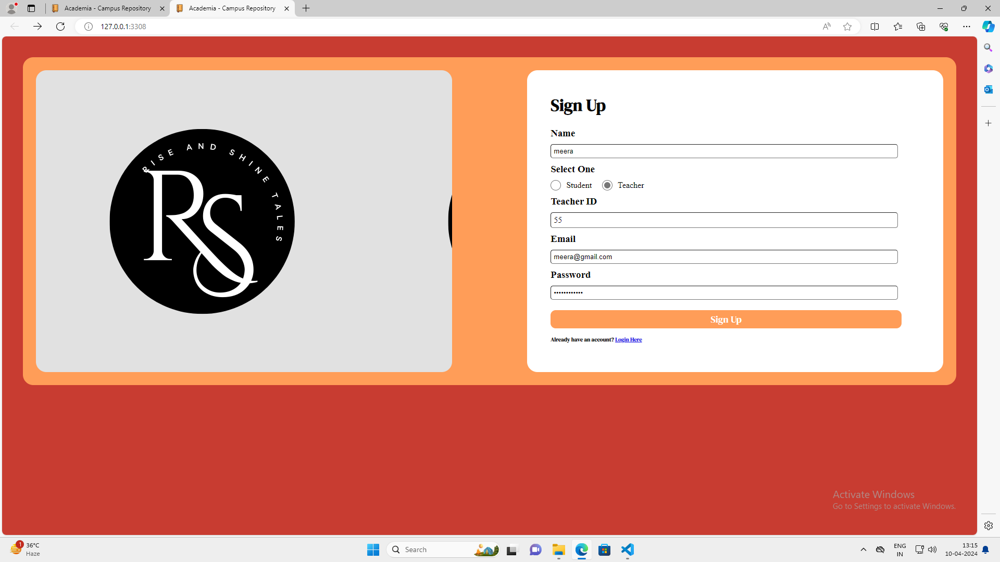 Academia - Campus Repository
Academia - Campus Repository
127.0.0.1:3308
RISE AND SHINE TALES
RS
Sign Up
Name
meera
Select One
Student Teacher
Teacher ID
55
Email
meera@gmail.com
Password
••••••••••••
Sign Up
Already have an account? Login Here
Activate Windows
Go to Settings to activate Windows.
1
36°C
Haze
Search
ENG
IN
13:15
10-04-2024